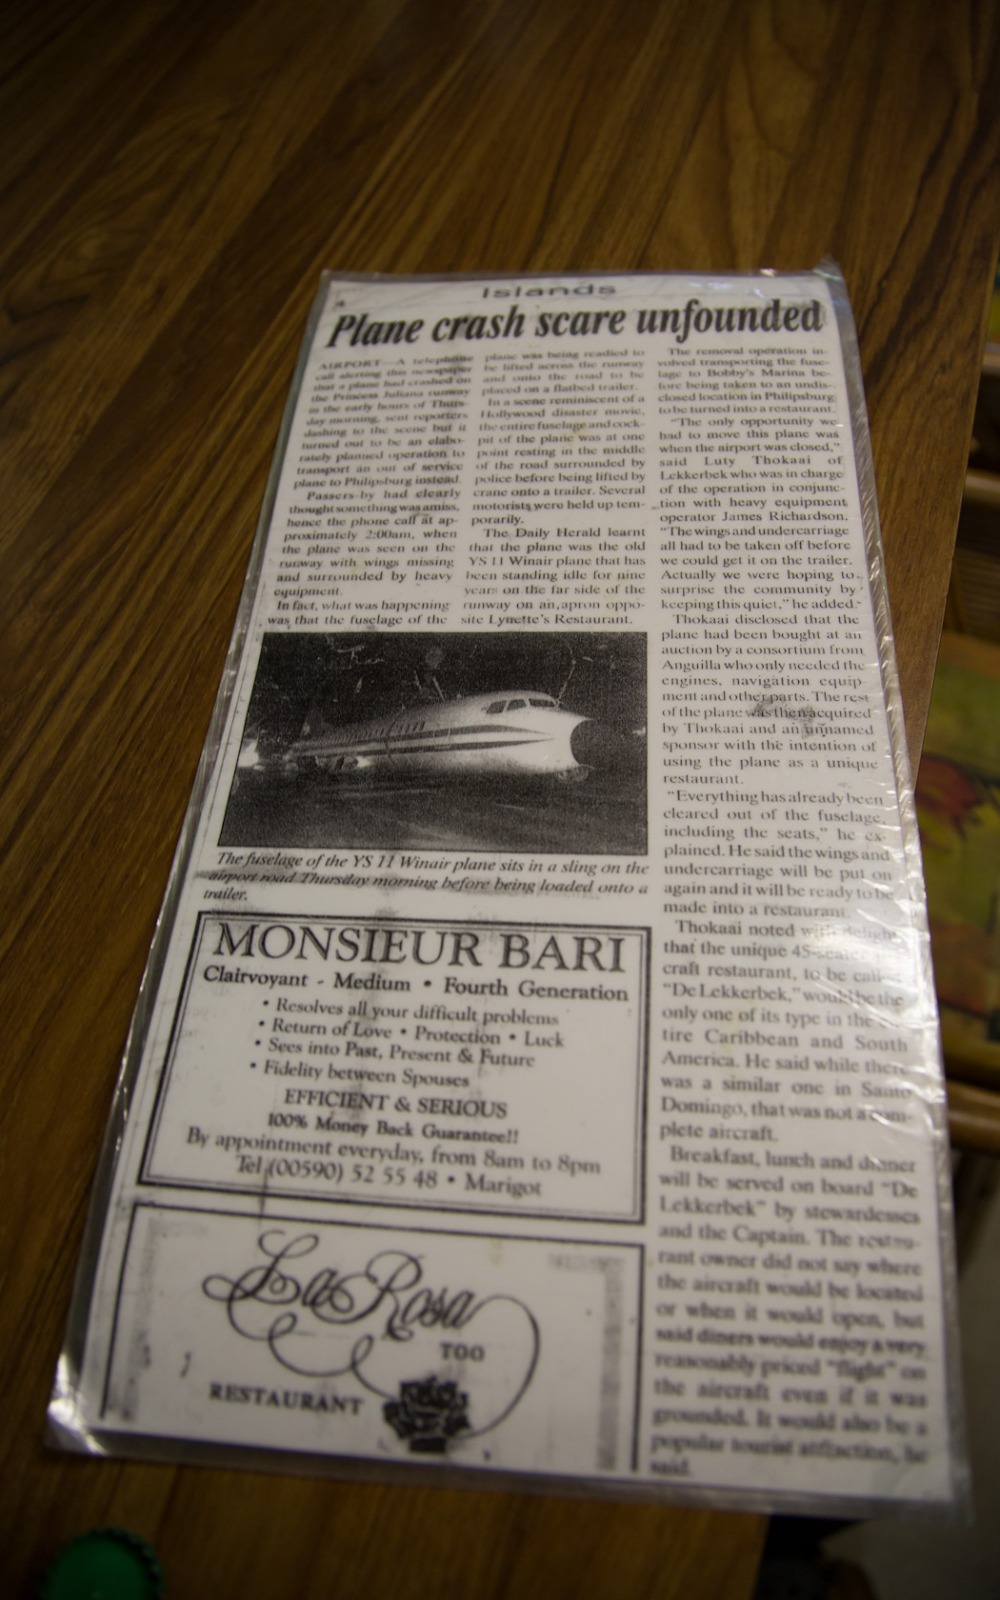 Islands
Plane crash scare unfounded
AIRPORT—A telephone
call alerting this newspaper
that a plane had crashed on
the Princess Juliana runway
in the early hours of Thurs-
day morning, sent reporters
dashing to the scene but it
turned out to be an elabo-
rately planned operation to
transport an out of service
plane to Philipsburg instead.
Passers-by had clearly
thought something was amiss,
hence the phone call at ap-
proximately 2:00am, when
the plane was seen on the
runway with wings missing
and surrounded by heavy
equipment.
In fact, what was happening
was that the fuselage of the
plane was being readied to
be lifted across the runway
and onto the road to be
placed on a flatbed trailer.
In a scene reminiscent of a
Hollywood disaster movie,
the entire fuselage and cock-
pit of the plane was at one
point resting in the middle
of the road surrounded by
police before being lifted by
crane onto a trailer. Several
motorists were held up tem-
porarily.
The Daily Herald learnt
that the plane was the old
YS 11 Winair plane that has
been standing idle for nine
years on the far side of the
runway on an apron oppo-
site Lynette's Restaurant.
The fuselage of the YS 11 Winair plane sits in a sling on the
airport road Thursday morning before being loaded onto a
trailer.
The removal operation in-
volved transporting the fuse-
lage to Bobby's Marina be-
fore being taken to an undis-
closed location in Philipsburg
to be turned into a restaurant.
"The only opportunity we
had to move this plane was
when the airport was closed,"
said Luty Thokaai of
Lekkerbek who was in charge
of the operation in conjunc-
tion with heavy equipment
operator James Richardson.
"The wings and undercarriage
all had to be taken off before
we could get it on the trailer.
Actually we were hoping to
surprise the community by
keeping this quiet," he added.
Thokaai disclosed that the
plane had been bought at an
auction by a consortium from
Anguilla who only needed the
engines, navigation equip-
ment and other parts. The rest
of the plane was then acquired
by Thokaai and an unnamed
sponsor with the intention of
using the plane as a unique
restaurant.
"Everything has already been
cleared out of the fuselage,
including the seats," he ex-
plained. He said the wings and
undercarriage will be put on
again and it will be ready to be
made into a restaurant.
Thokaai noted with delight
that the unique 45-seater
craft restaurant, to be called
"De Lekkerbek," would be the
only one of its type in the
tire Caribbean and South
America. He said while there
was a similar one in Santo
Domingo, that was not a com-
plete aircraft.
Breakfast, lunch and dinner
will be served on board "De
Lekkerbek" by stewardesses
and the Captain. The restau-
rant owner did not say where
the aircraft would be located
or when it would open, but
said diners would enjoy a very
reasonably priced "flight" on
the aircraft even if it was
grounded. It would also be a
popular tourist attraction, he
said.
MONSIEUR BARI
Clairvoyant - Medium • Fourth Generation
• Resolves all your difficult problems
• Return of Love • Protection • Luck
• Sees into Past, Present & Future
• Fidelity between Spouses
EFFICIENT & SERIOUS
100% Money Back Guarantee!!
By appointment everyday, from 8am to 8pm
Tel (00590) 52 55 48 • Marigot
La Rosa
TOO
RESTAURANT